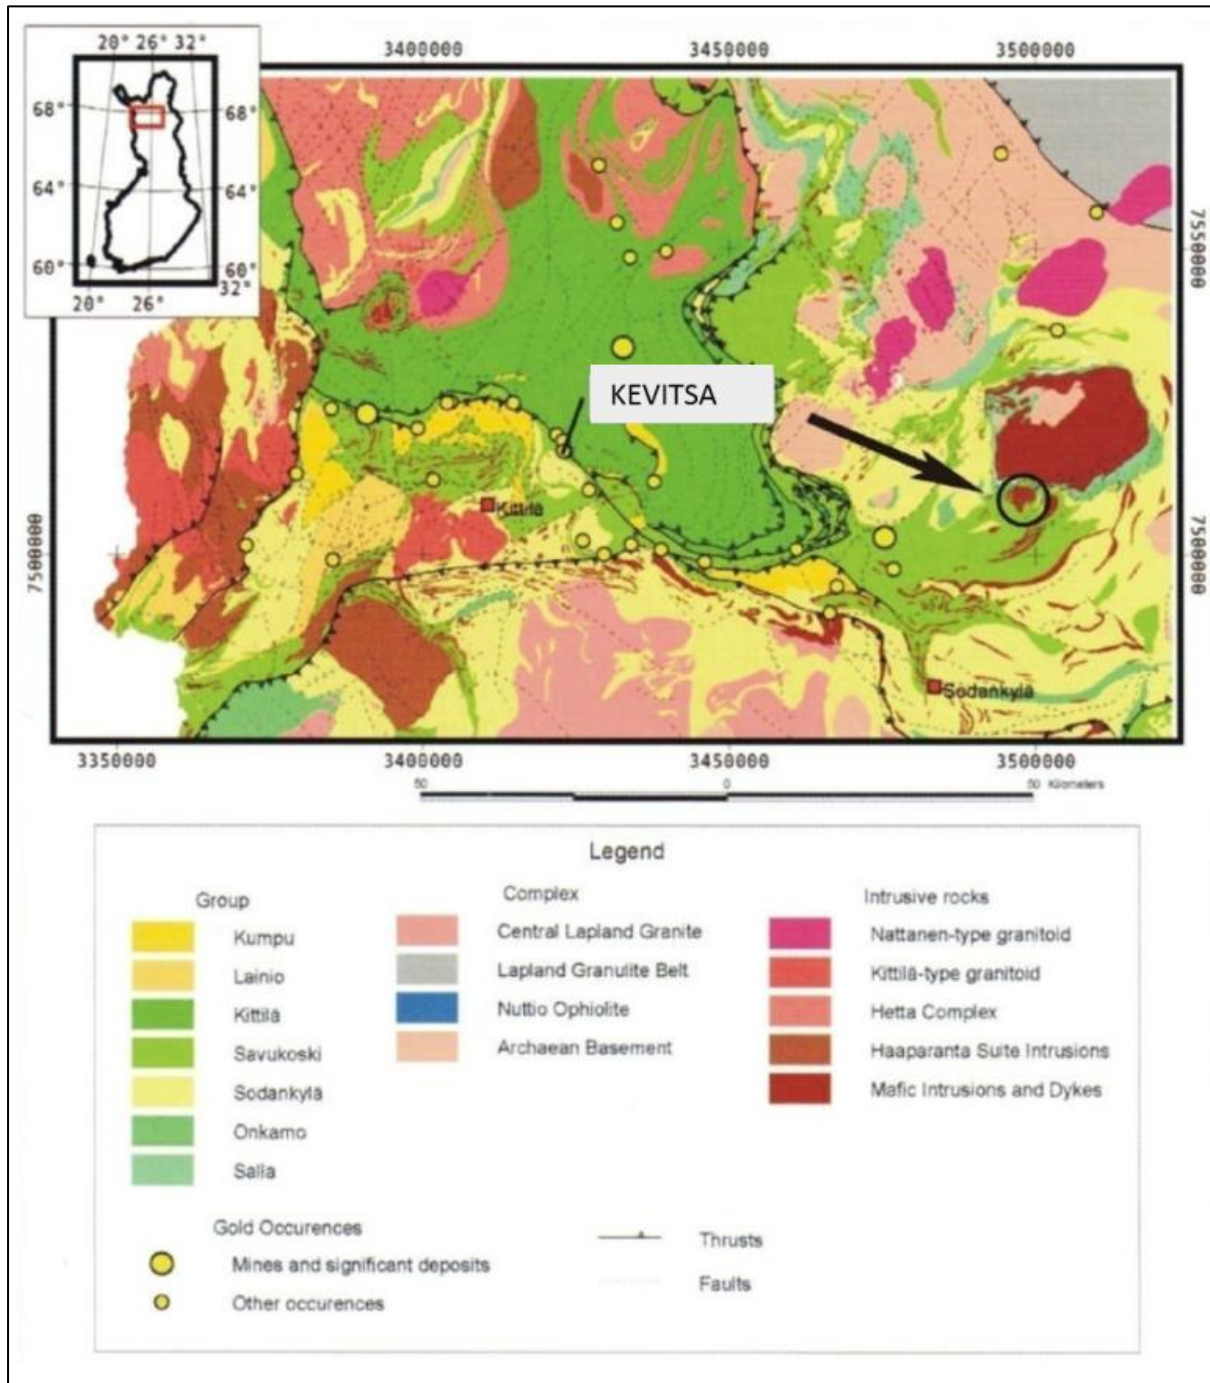 20° 26° 32°
3400000 3450000 3500000
68° 68°
64° 64°
60° 60°
20° 26° 32°
7550000
7550000
KEVITSA
Kittilä
7500000
7500000
Sodankylä
3350000 3400000 3450000 3500000
50 0 50 Kilometers
Legend
Group
Kumpu
Lainio
Kittilä
Savukoski
Sodankylä
Onkamo
Salla
Complex
Central Lapland Granite
Lapland Granulite Belt
Nuttio Ophiolite
Archaean Basement
Intrusive rocks
Nattanen-type granitoid
Kittilä-type granitoid
Hetta Complex
Haaparanta Suite Intrusions
Mafic Intrusions and Dykes
Gold Occurences
Mines and significant deposits
Other occurences
Thrusts
Faults